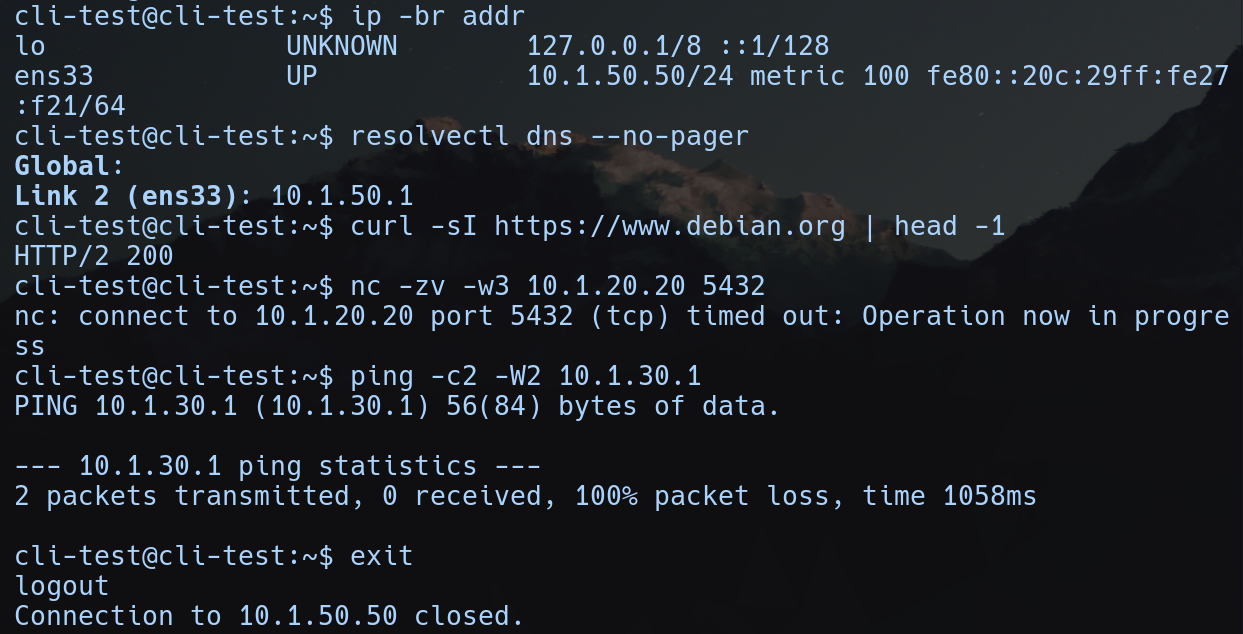 cli-test@cli-test:~$ ip -br addr
lo               UNKNOWN        127.0.0.1/8 ::1/128
ens33            UP             10.1.50.50/24 metric 100 fe80::20c:29ff:fe27
:f21/64
cli-test@cli-test:~$ resolvectl dns --no-pager
Global:
Link 2 (ens33): 10.1.50.1
cli-test@cli-test:~$ curl -sI https://www.debian.org | head -1
HTTP/2 200
cli-test@cli-test:~$ nc -zv -w3 10.1.20.20 5432
nc: connect to 10.1.20.20 port 5432 (tcp) timed out: Operation now in progre
ss
cli-test@cli-test:~$ ping -c2 -W2 10.1.30.1
PING 10.1.30.1 (10.1.30.1) 56(84) bytes of data.

--- 10.1.30.1 ping statistics ---
2 packets transmitted, 0 received, 100% packet loss, time 1058ms

cli-test@cli-test:~$ exit
logout
Connection to 10.1.50.50 closed.